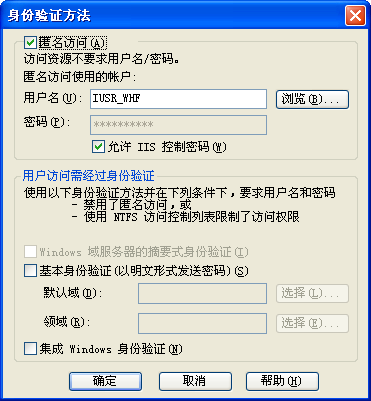 身份验证方法
匿名访问(A)
访问资源不要求用户名/密码。
匿名访问使用的帐户:
用户名(U): IUSR_WHF 浏览(B)...
密码(P): **********
允许 IIS 控制密码(W)
用户访问需经过身份验证
使用以下身份验证方法并在下列条件下,要求用户名和密码
- 禁用了匿名访问,或
- 使用 NTFS 访问控制列表限制了访问权限
Windows 域服务器的摘要式身份验证(I)
基本身份验证(以明文形式发送密码)(S)
默认域(D): 选择(L)...
领域(R): 选择(E)...
集成 Windows 身份验证(N)
确定 取消 帮助(H)